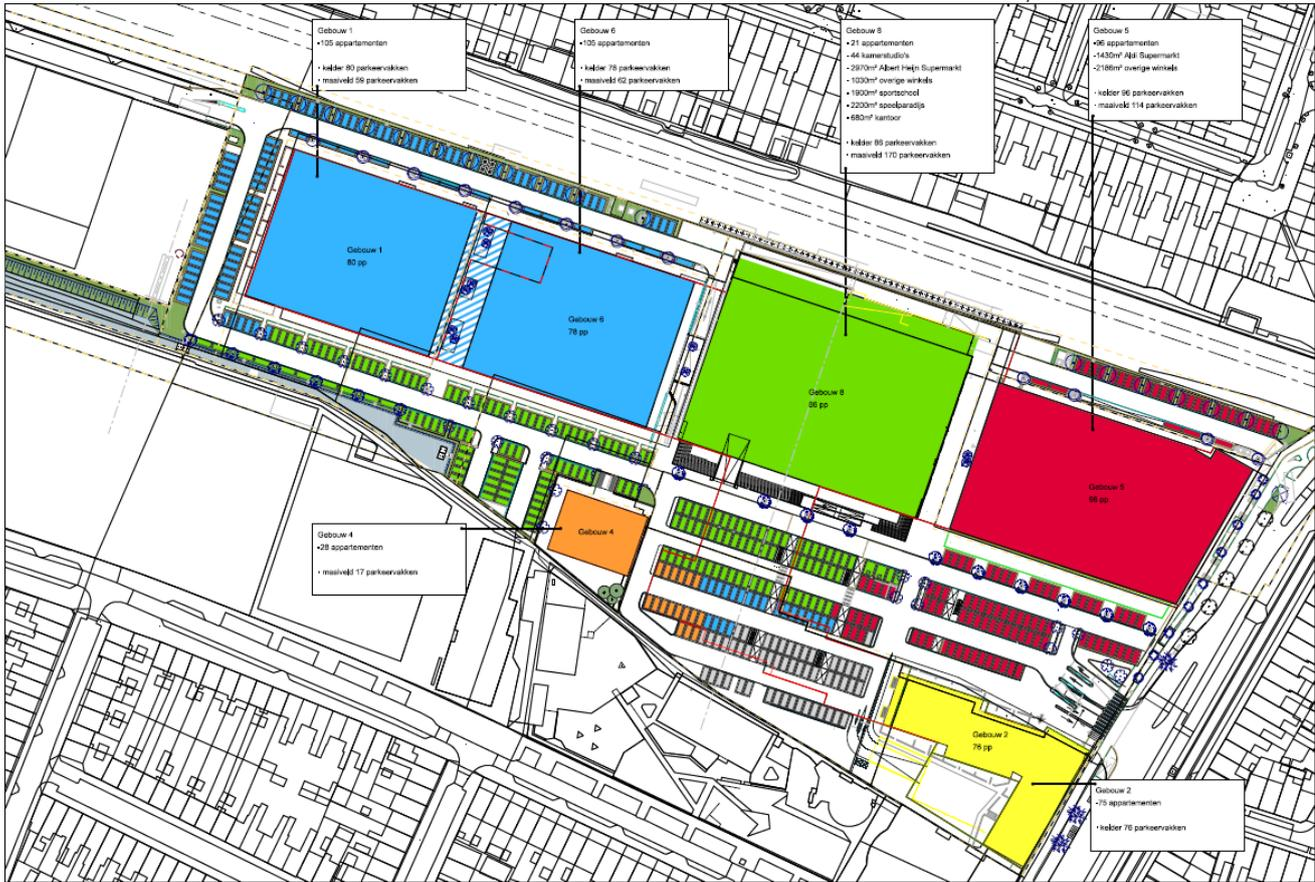 Gebouw 1
•105 appartementen
• kelder 80 parkeervakken
• maaiveld 59 parkeervakken
Gebouw 6
•105 appartementen
• kelder 78 parkeervakken
• maaiveld 62 parkeervakken
Gebouw 8
• 21 appartementen
• 44 kamerstudio's
• 2970m² Albert Heijn Supermarkt
• 1030m² overige winkels
• 1900m² sportschool
• 2200m² speelparadijs
• 680m² kantoor
• kelder 86 parkeervakken
• maaiveld 170 parkeervakken
Gebouw 5
•96 appartementen
-1430m² Aldi Supermarkt
-2186m² overige winkels
• kelder 96 parkeervakken
• maaiveld 114 parkeervakken
Gebouw 1
80 pp
Gebouw 6
78 pp
Gebouw 8
86 pp
Gebouw 5
96 pp
Gebouw 4
•28 appartementen
• maaiveld 17 parkeervakken
Gebouw 4
Gebouw 2
76 pp
Gebouw 2
-75 appartementen
• kelder 76 parkeervakken